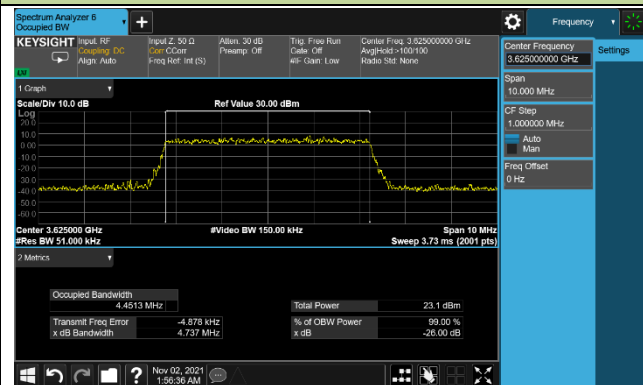 Spectrum Analyzer 6
Occupied BW
+
Frequency
KEYSIGHT
Input: RF
Coupling: DC
Align: Auto
Input Z: 50 Ω
Corr CCorr
Freq Ref: Int (S)
Atten: 30 dB
Preamp: Off
Trig: Free Run
Gate: Off
#IF Gain: Low
Center Freq: 3.625000000 GHz
Avg|Hold:>100/100
Radio Std: None
LXI
Center Frequency
3.625000000 GHz
Settings
Span
10.000 MHz
CF Step
1.000000 MHz
Auto
Man
Freq Offset
0 Hz
1 Graph
Scale/Div 10.0 dB
Ref Value 30.00 dBm
Log
20.0
10.0
0.00
-10.0
-20.0
-30.0
-40.0
-50.0
-60.0
Center 3.625000 GHz
#Video BW 150.00 kHz
Span 10 MHz
#Res BW 51.000 kHz
Sweep 3.73 ms (2001 pts)
2 Metrics
Occupied Bandwidth
4.4513 MHz
Total Power
23.1 dBm
Transmit Freq Error
-4.878 kHz
% of OBW Power
99.00 %
x dB Bandwidth
4.737 MHz
x dB
-26.00 dB
?
Nov 02, 2021
1:56:36 AM